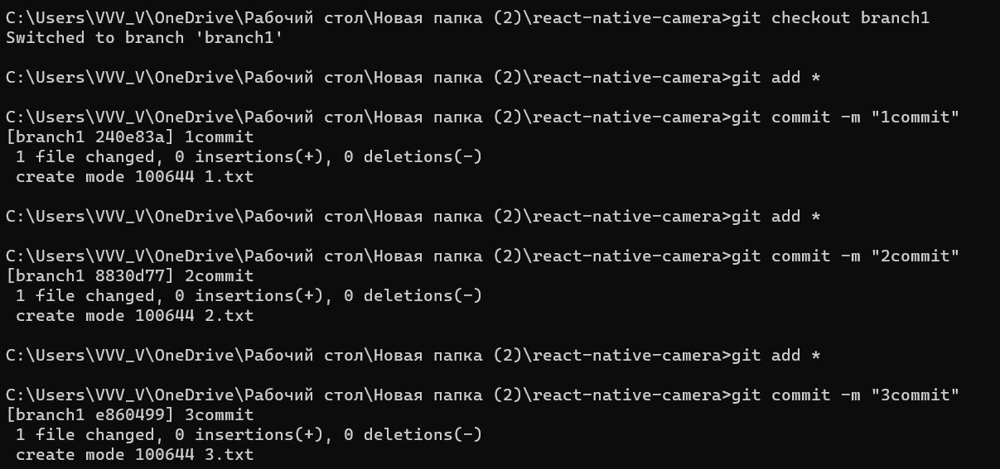 C:\Users\VVV_V\OneDrive\Рабочий стол\Новая папка (2)\react-native-camera>git checkout branch1
Switched to branch 'branch1'
C:\Users\VVV_V\OneDrive\Рабочий стол\Новая папка (2)\react-native-camera>git add *
C:\Users\VVV_V\OneDrive\Рабочий стол\Новая папка (2)\react-native-camera>git commit -m "1commit"
[branch1 240e83a] 1commit
 1 file changed, 0 insertions(+), 0 deletions(-)
 create mode 100644 1.txt
C:\Users\VVV_V\OneDrive\Рабочий стол\Новая папка (2)\react-native-camera>git add *
C:\Users\VVV_V\OneDrive\Рабочий стол\Новая папка (2)\react-native-camera>git commit -m "2commit"
[branch1 8830d77] 2commit
 1 file changed, 0 insertions(+), 0 deletions(-)
 create mode 100644 2.txt
C:\Users\VVV_V\OneDrive\Рабочий стол\Новая папка (2)\react-native-camera>git add *
C:\Users\VVV_V\OneDrive\Рабочий стол\Новая папка (2)\react-native-camera>git commit -m "3commit"
[branch1 e860499] 3commit
 1 file changed, 0 insertions(+), 0 deletions(-)
 create mode 100644 3.txt